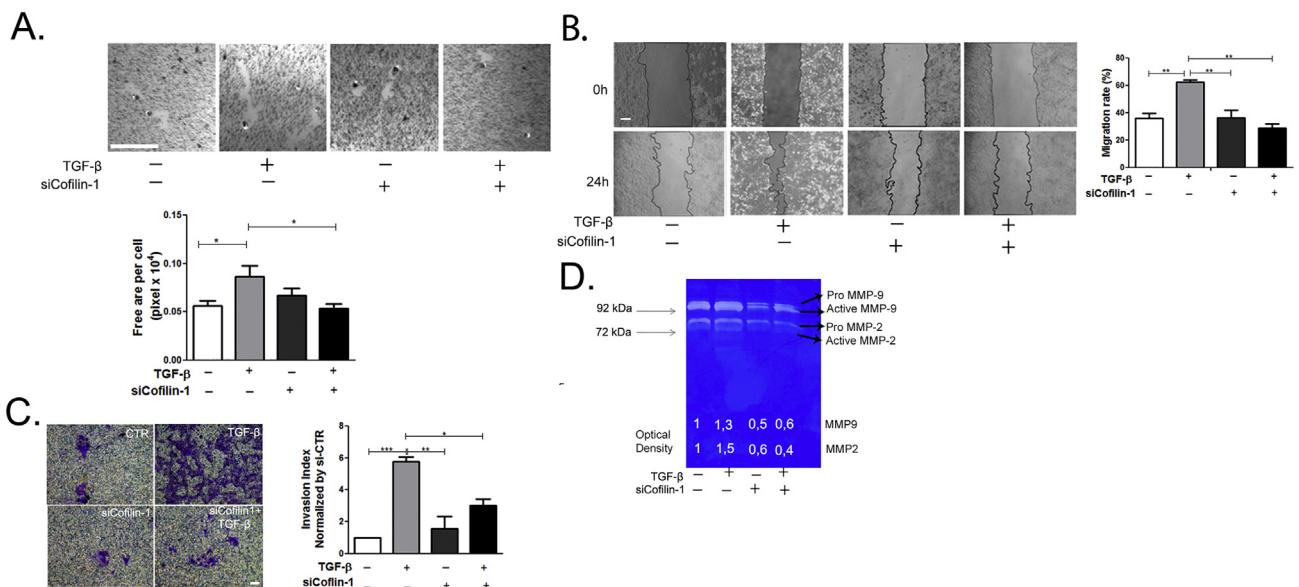 A.
TGF-β − + − +
siCofilin-1 − − + +
Free are per cell
(pixel x 10⁴)
0.15
0.10
0.05
0.00
* *
TGF-β − + − +
siCofilin-1 − − + +
B.
0h
24h
TGF-β − + − +
siCofilin-1 − − + +
Migration rate (%)
80
60
40
20
0
** ** **
TGF-β − + − +
siCofilin-1 − − + +
C.
CTR
TGF-β
siCofilin-1
siCofilin1+
TGF-β
Invasion Index
Normalized by si-CTR
8
6
4
2
0
*** ** *
TGF-β − + − +
siCoflin-1 − − + +
D.
92 kDa
72 kDa
Pro MMP-9
Active MMP-9
Pro MMP-2
Active MMP-2
Optical
Density
1 1,3 0,5 0,6 MMP9
1 1,5 0,6 0,4 MMP2
TGF-β − + − +
siCofilin-1 − − + +